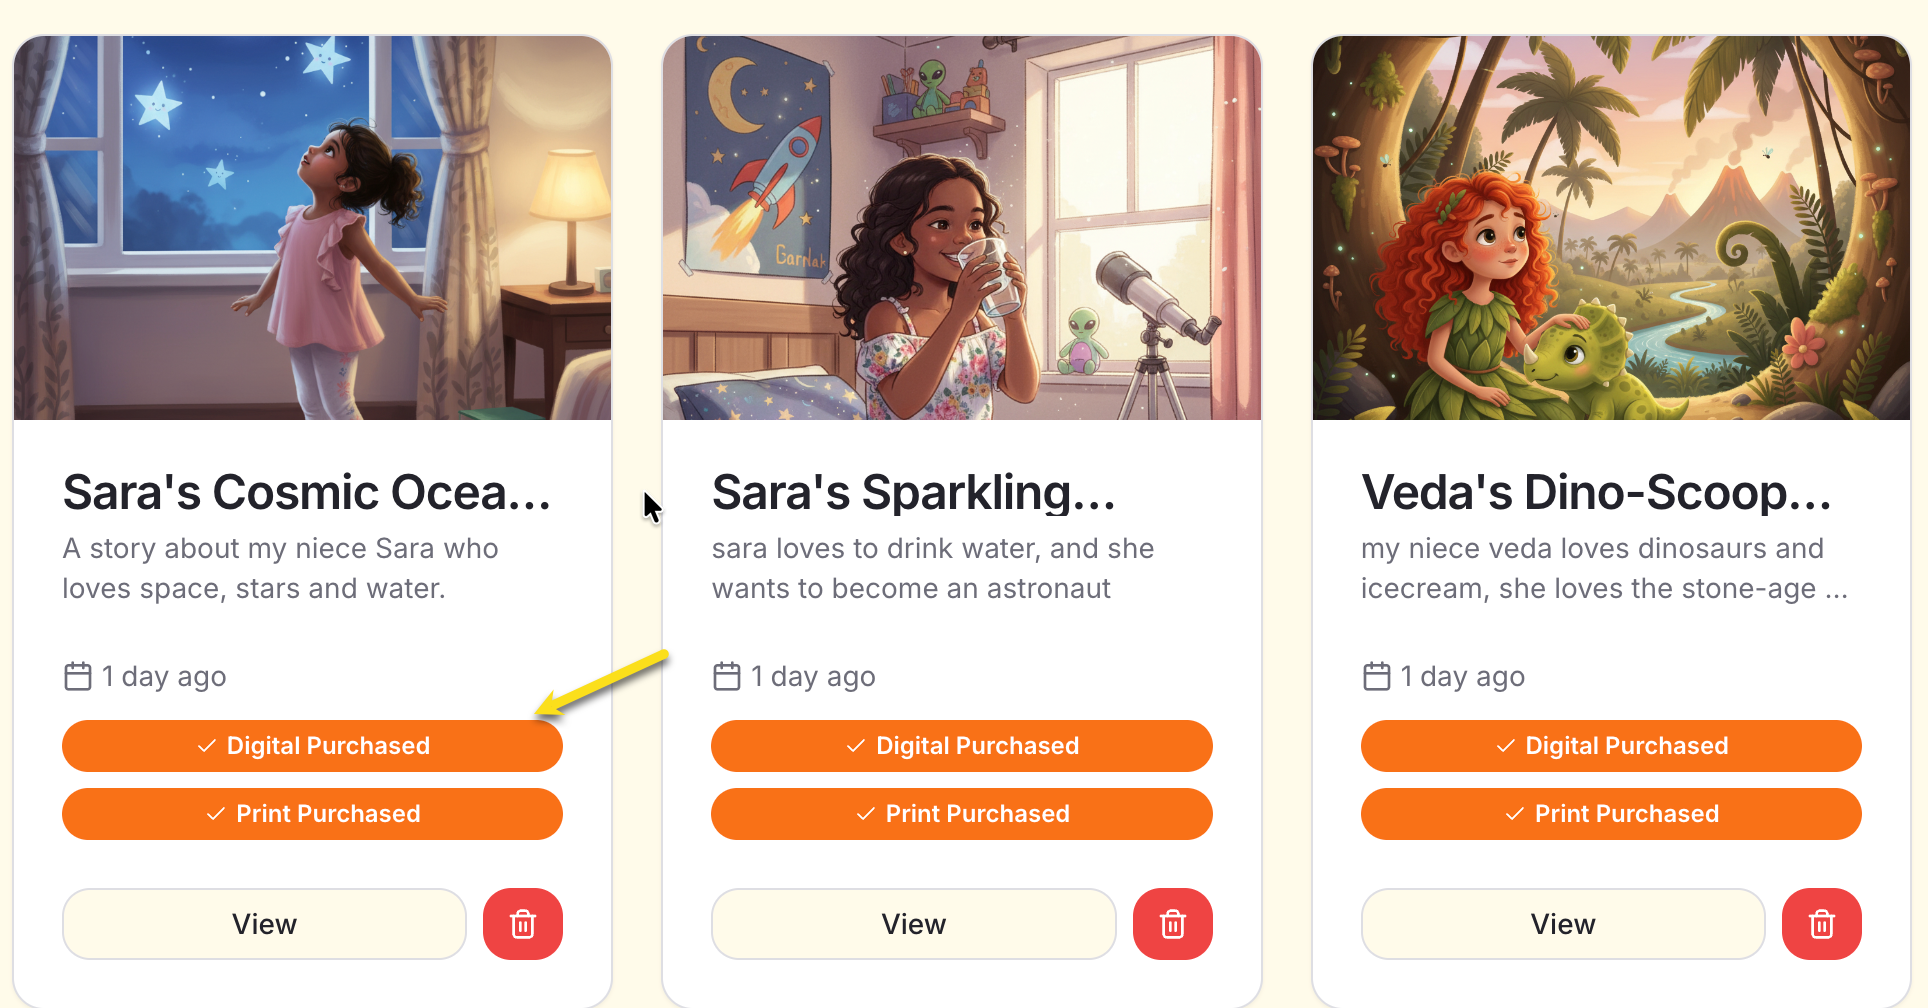 Garnak
Sara's Cosmic Ocea...
A story about my niece Sara who
loves space, stars and water.
1 day ago
✓ Digital Purchased
✓ Print Purchased
View
Sara's Sparkling...
sara loves to drink water, and she
wants to become an astronaut
1 day ago
✓ Digital Purchased
✓ Print Purchased
View
Veda's Dino-Scoop...
my niece veda loves dinosaurs and
icecream, she loves the stone-age ...
1 day ago
✓ Digital Purchased
✓ Print Purchased
View